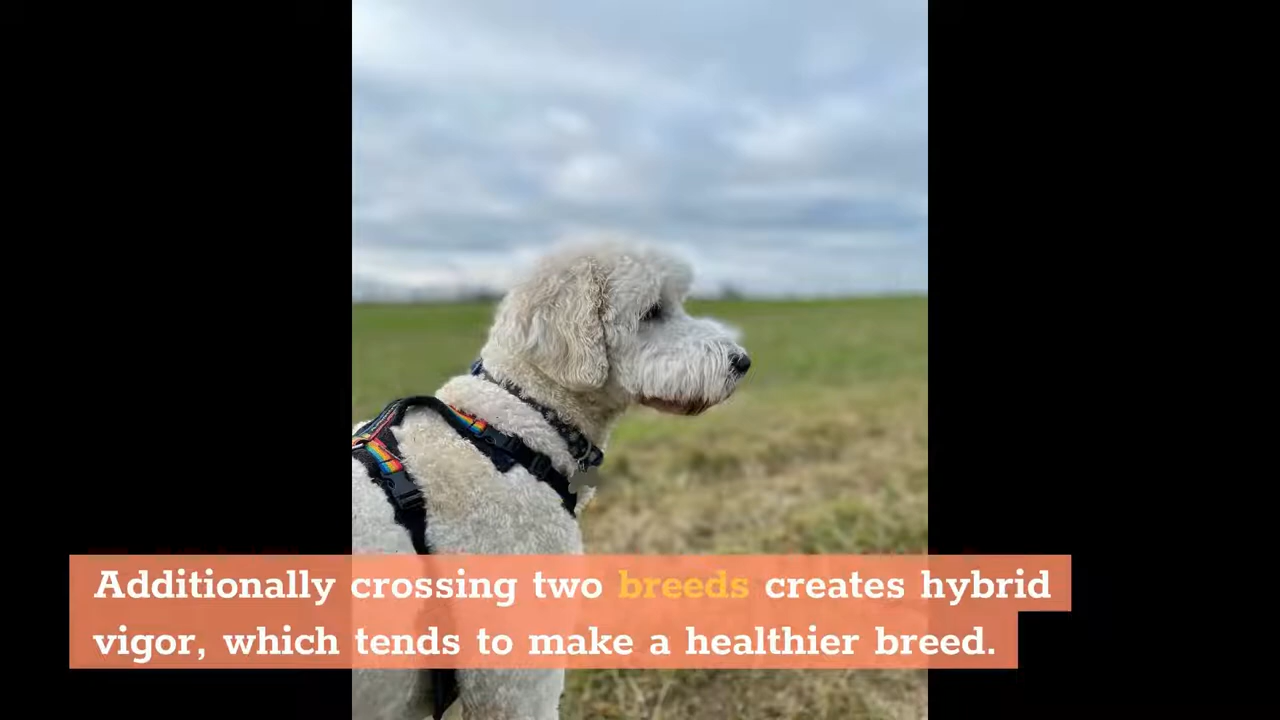 Additionally crossing two breeds creates hybrid
vigor, which tends to make a healthier breed.